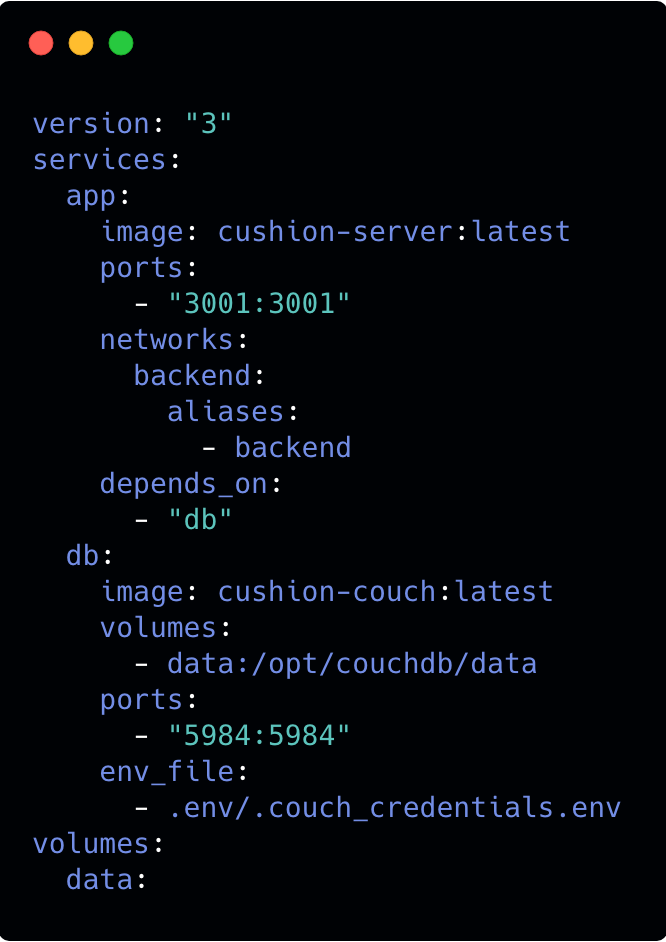 version: "3"
services:
  app:
    image: cushion-server:latest
    ports:
      - "3001:3001"
    networks:
      backend:
        aliases:
          - backend
    depends_on:
      - "db"
  db:
    image: cushion-couch:latest
    volumes:
      - data:/opt/couchdb/data
    ports:
      - "5984:5984"
    env_file:
      - .env/.couch_credentials.env
volumes:
  data: